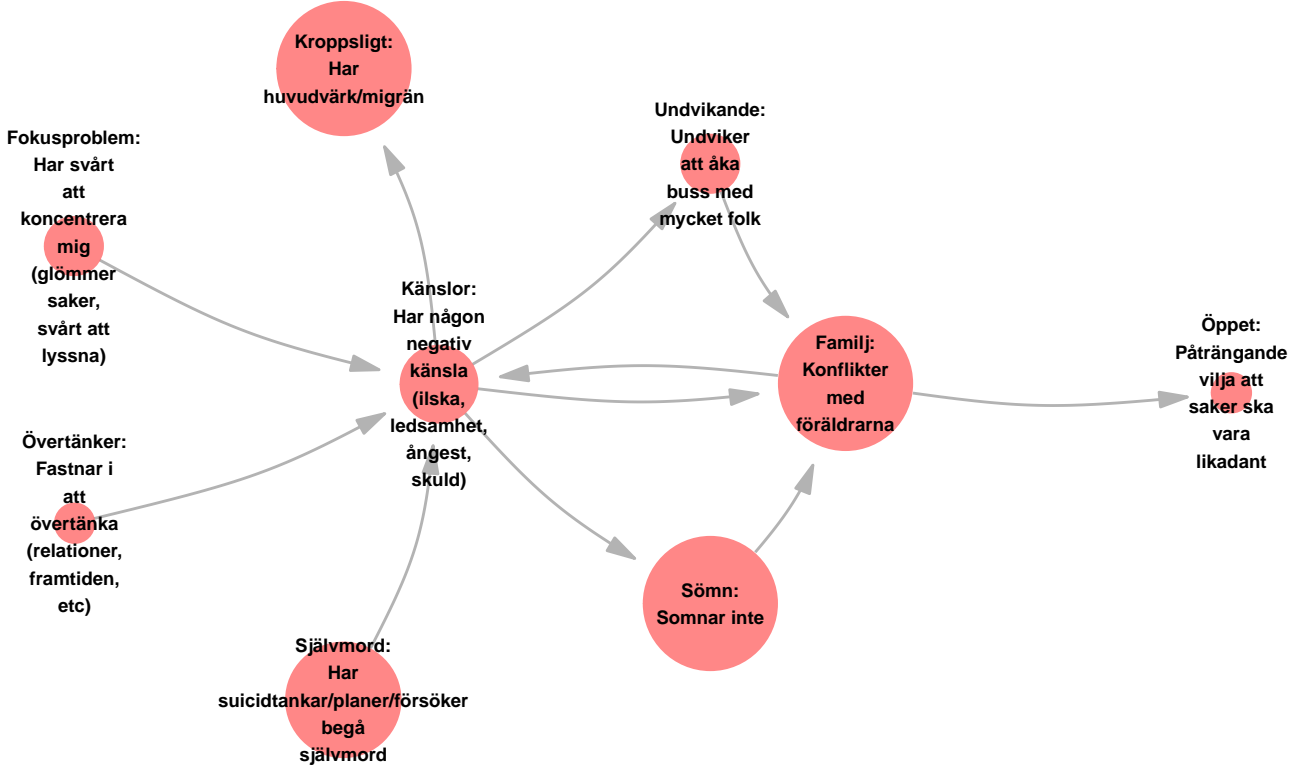 Kroppsligt:
Har
huvudvärk/migrän
Undvikande:
Undviker
att åka
buss med
mycket folk
Fokusproblem:
Har svårt
att
koncentrera
mig
(glömmer
saker,
svårt att
lyssna)
Känslor:
Har någon
negativ
känsla
(ilska,
ledsamhet,
ångest,
skuld)
Familj:
Konflikter
med
föräldrarna
Öppet:
Påträngande
vilja att
saker ska
vara
likadant
Övertänker:
Fastnar i
att
övertänka
(relationer,
framtiden,
etc)
Sömn:
Somnar inte
Självmord:
Har
suicidtankar/planer/försöker
begå
självmord